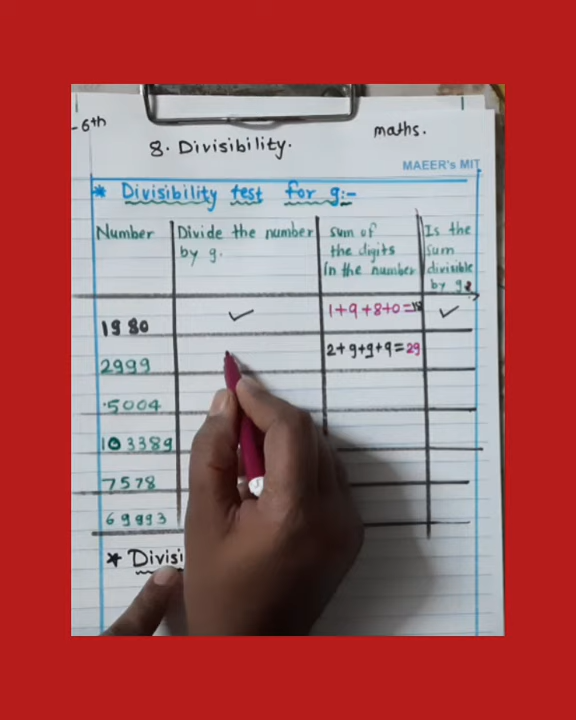 -6th
maths.
8. Divisibility.
MAEER's MIT
* Divisibility test for 9:-
Number
Divide the number by 9.
sum of the digits in the number
Is the sum divisible by 9?
1980 ✓ 1+9+8+0=18 ✓
2999 2+9+9+9=29
5004
103389
7578
69993
* Divisi